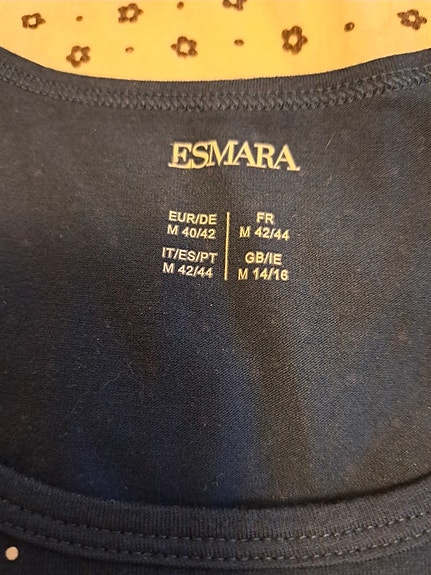 ESMARA
EUR/DE
M 40/42
FR
M 42/44
IT/ES/PT
M 42/44
GB/IE
M 14/16